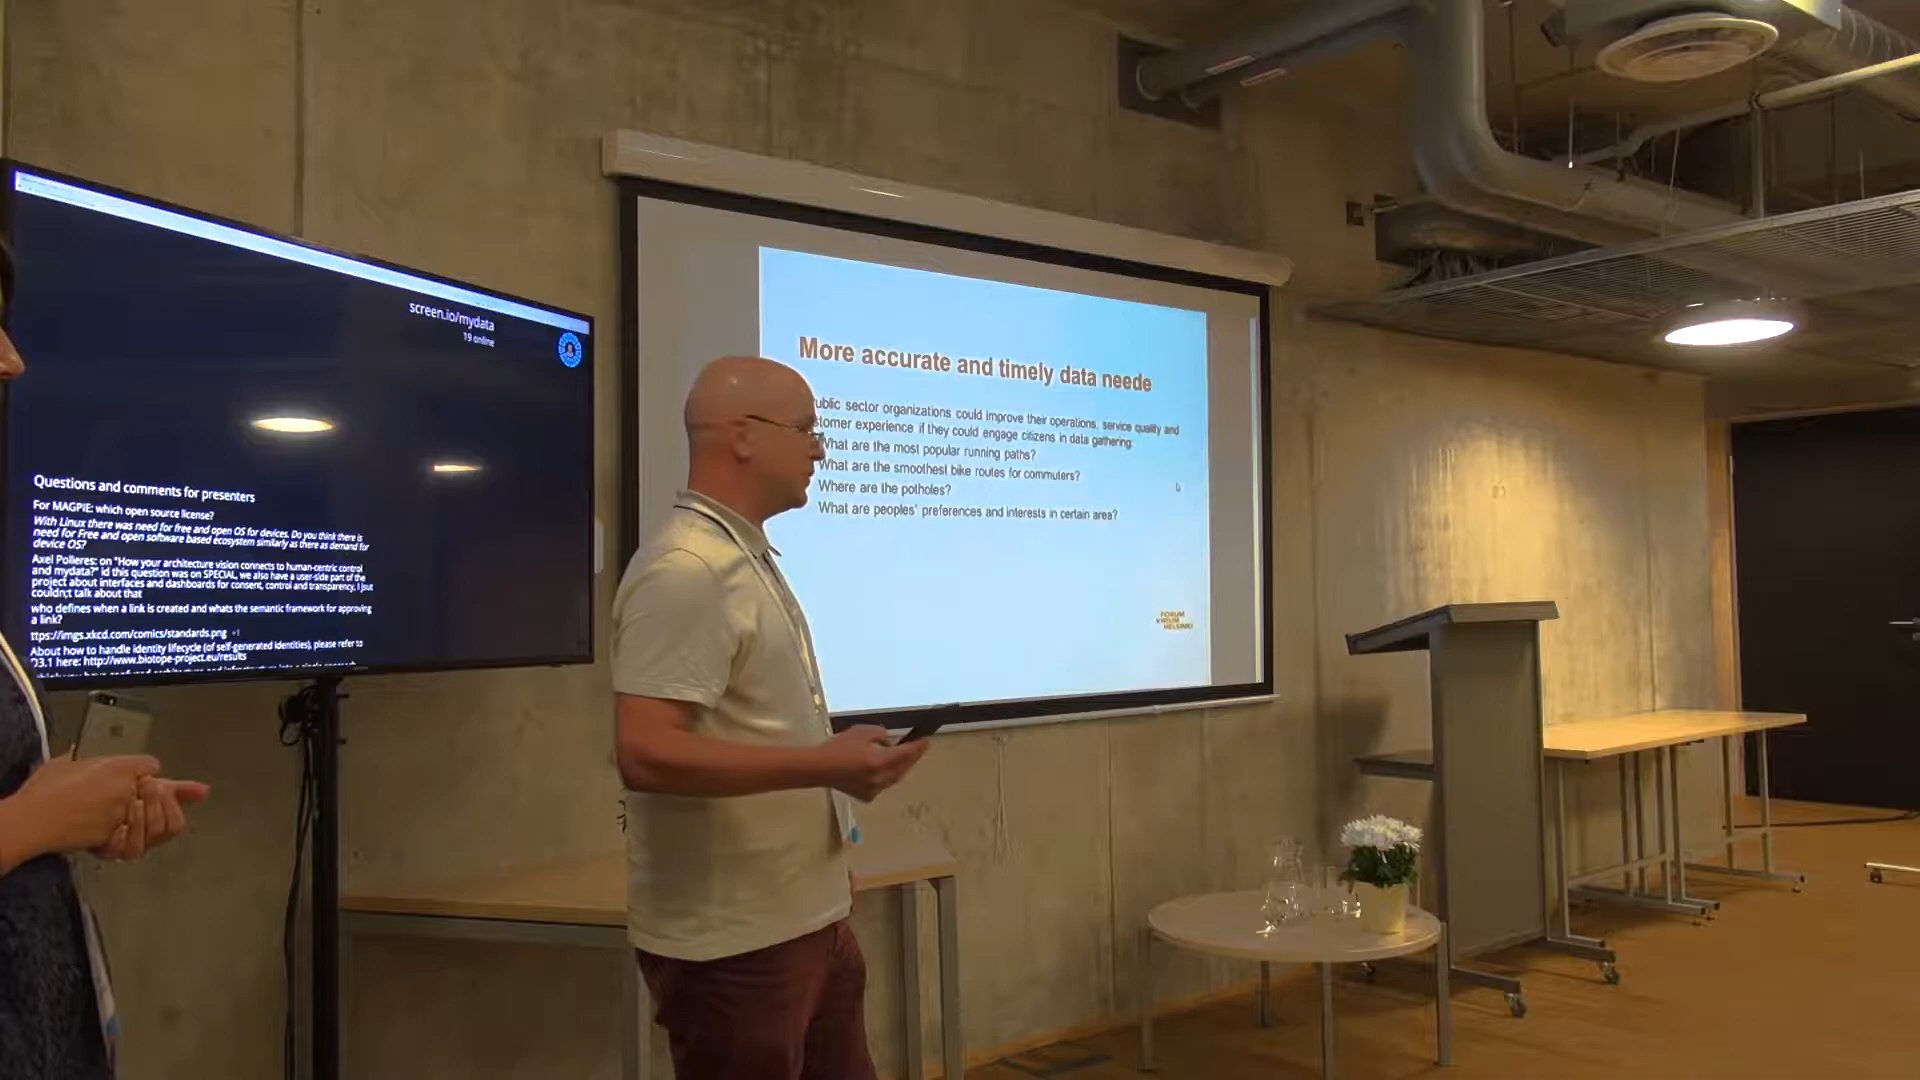 screen.io/mydata
19 online
Questions and comments for presenters
For MAGPIE: which open source license?
With Linux there was need for free and open OS for devices. Do you think there is
need for Free and open software based ecosystem similarly as there as demand for
device OS?
Axel Polleres: on "How your architecture vision connects to human-centric control
and mydata?" id this question was on SPECIAL, we also have a user-side part of the
project about interfaces and dashboards for consent, control and transparency, I jsut
couldn;t talk about that
who defines when a link is created and whats the semantic framework for approving
a link?
ttps://imgs.xkcd.com/comics/standards.png +1
About how to handle identity lifecycle (of self-generated identities), please refer to
D3.1 here: http://www.biotope-project.eu/results
More accurate and timely data neede
ublic sector organizations could improve their operations, service quality and
stomer experience if they could engage citizens in data gathering:
What are the most popular running paths?
What are the smoothest bike routes for commuters?
Where are the potholes?
What are peoples' preferences and interests in certain area?
FORUM
VIRIUM
HELSINKI